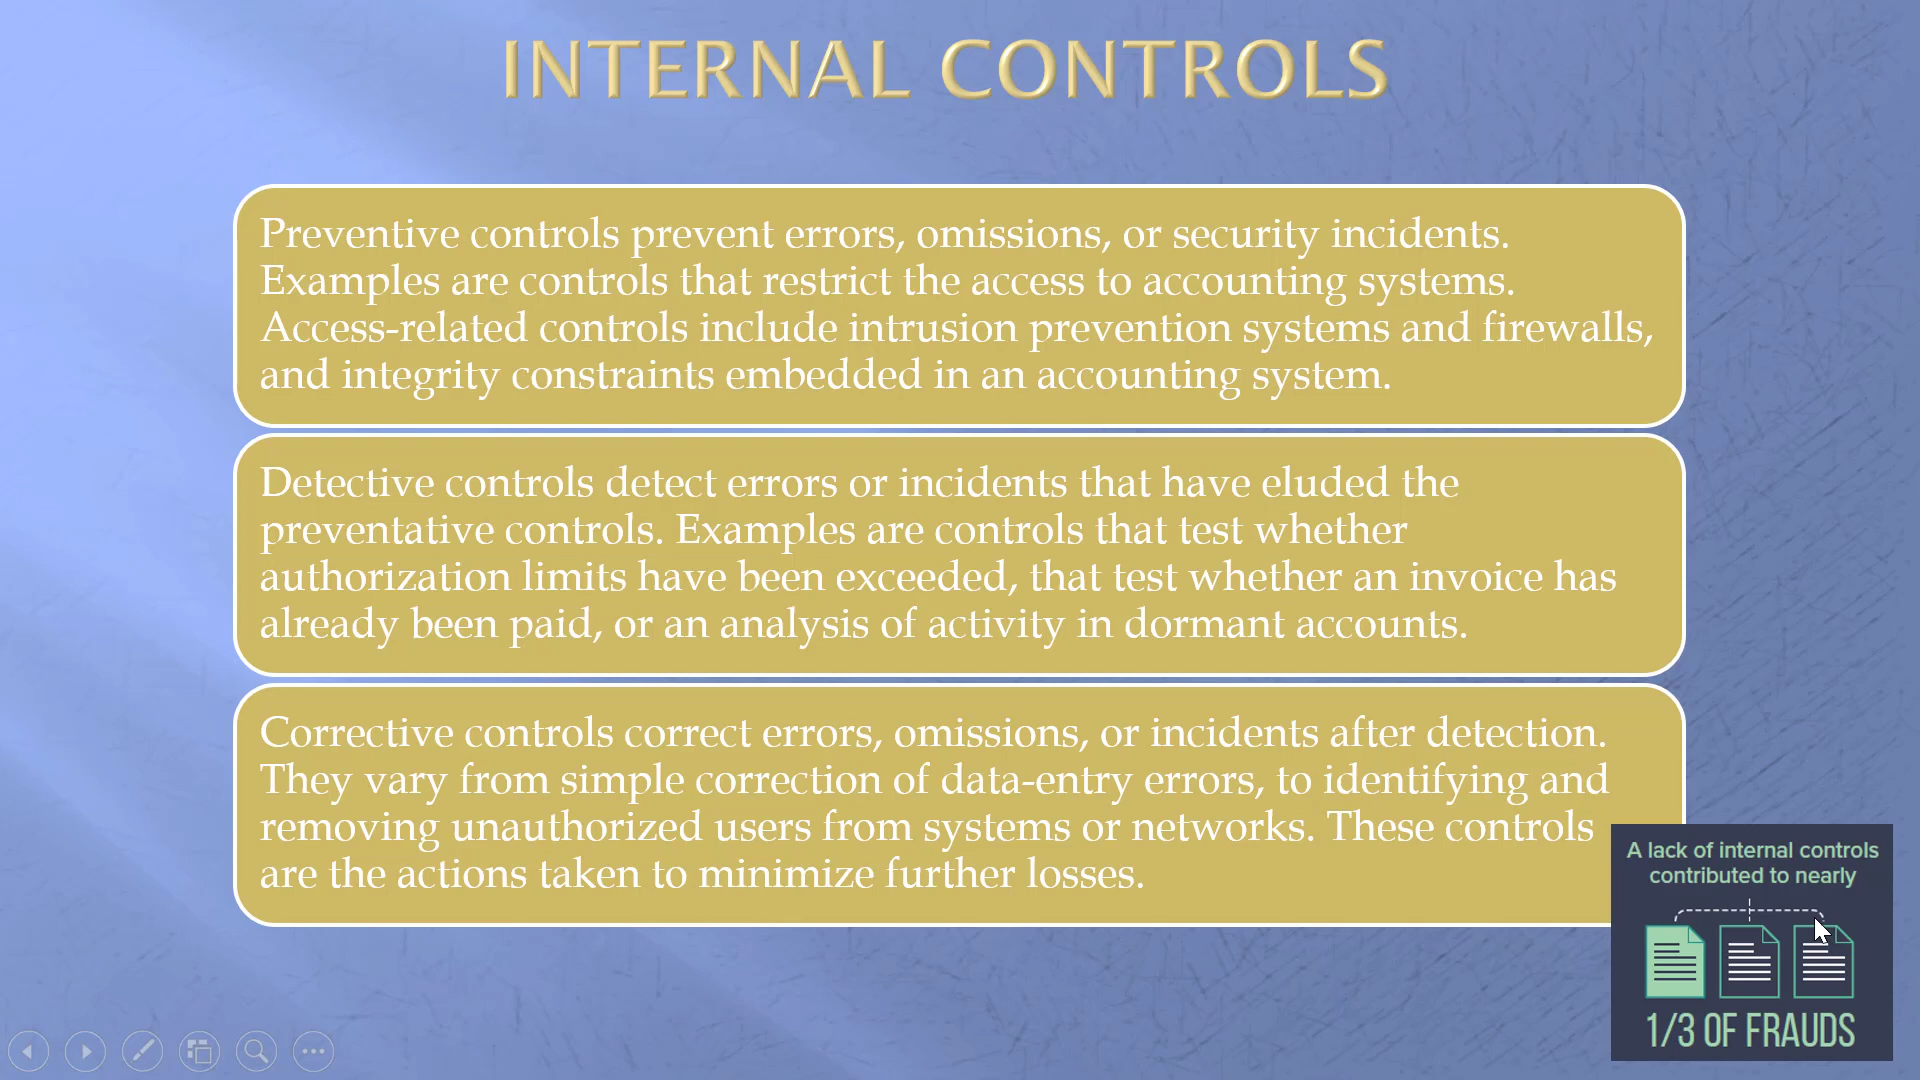 INTERNAL CONTROLS
Preventive controls prevent errors, omissions, or security incidents.
Examples are controls that restrict the access to accounting systems.
Access-related controls include intrusion prevention systems and firewalls,
and integrity constraints embedded in an accounting system.
Detective controls detect errors or incidents that have eluded the
preventative controls. Examples are controls that test whether
authorization limits have been exceeded, that test whether an invoice has
already been paid, or an analysis of activity in dormant accounts.
Corrective controls correct errors, omissions, or incidents after detection.
They vary from simple correction of data-entry errors, to identifying and
removing unauthorized users from systems or networks. These controls
are the actions taken to minimize further losses.
A lack of internal controls
contributed to nearly
1/3 OF FRAUDS